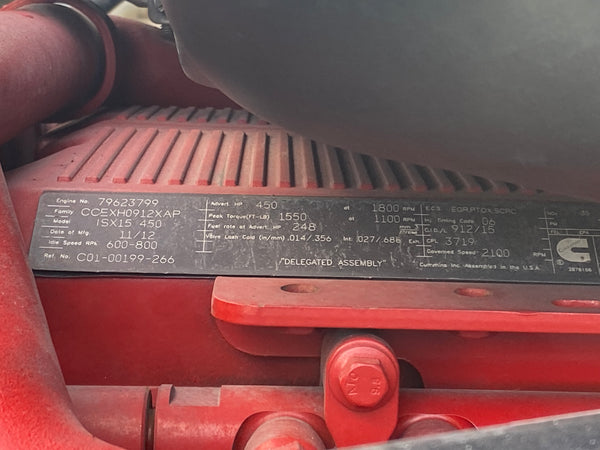 Engine No. 79623799 Advert. HP 450 at 1800 RPM ECS EGR,PTOX,SCRC
Family CCEXH0912XAP Peak Torque(FT-LB) 1550 at 1100 RPM Timing Code D6
Model ISX15 450 Fuel rate at Advert. HP 248 912/15
Date of Mfg. 11/12 Valve Lash Cold (in/mm) .014/.356 Int .027/.686 Exh CPL 3719
Idle Speed RPM 600-800 Governed Speed 2100 RPM
Ref. No. C01-00199-266 "DELEGATED ASSEMBLY" Cummins Inc. Assembled in the U.S.A.